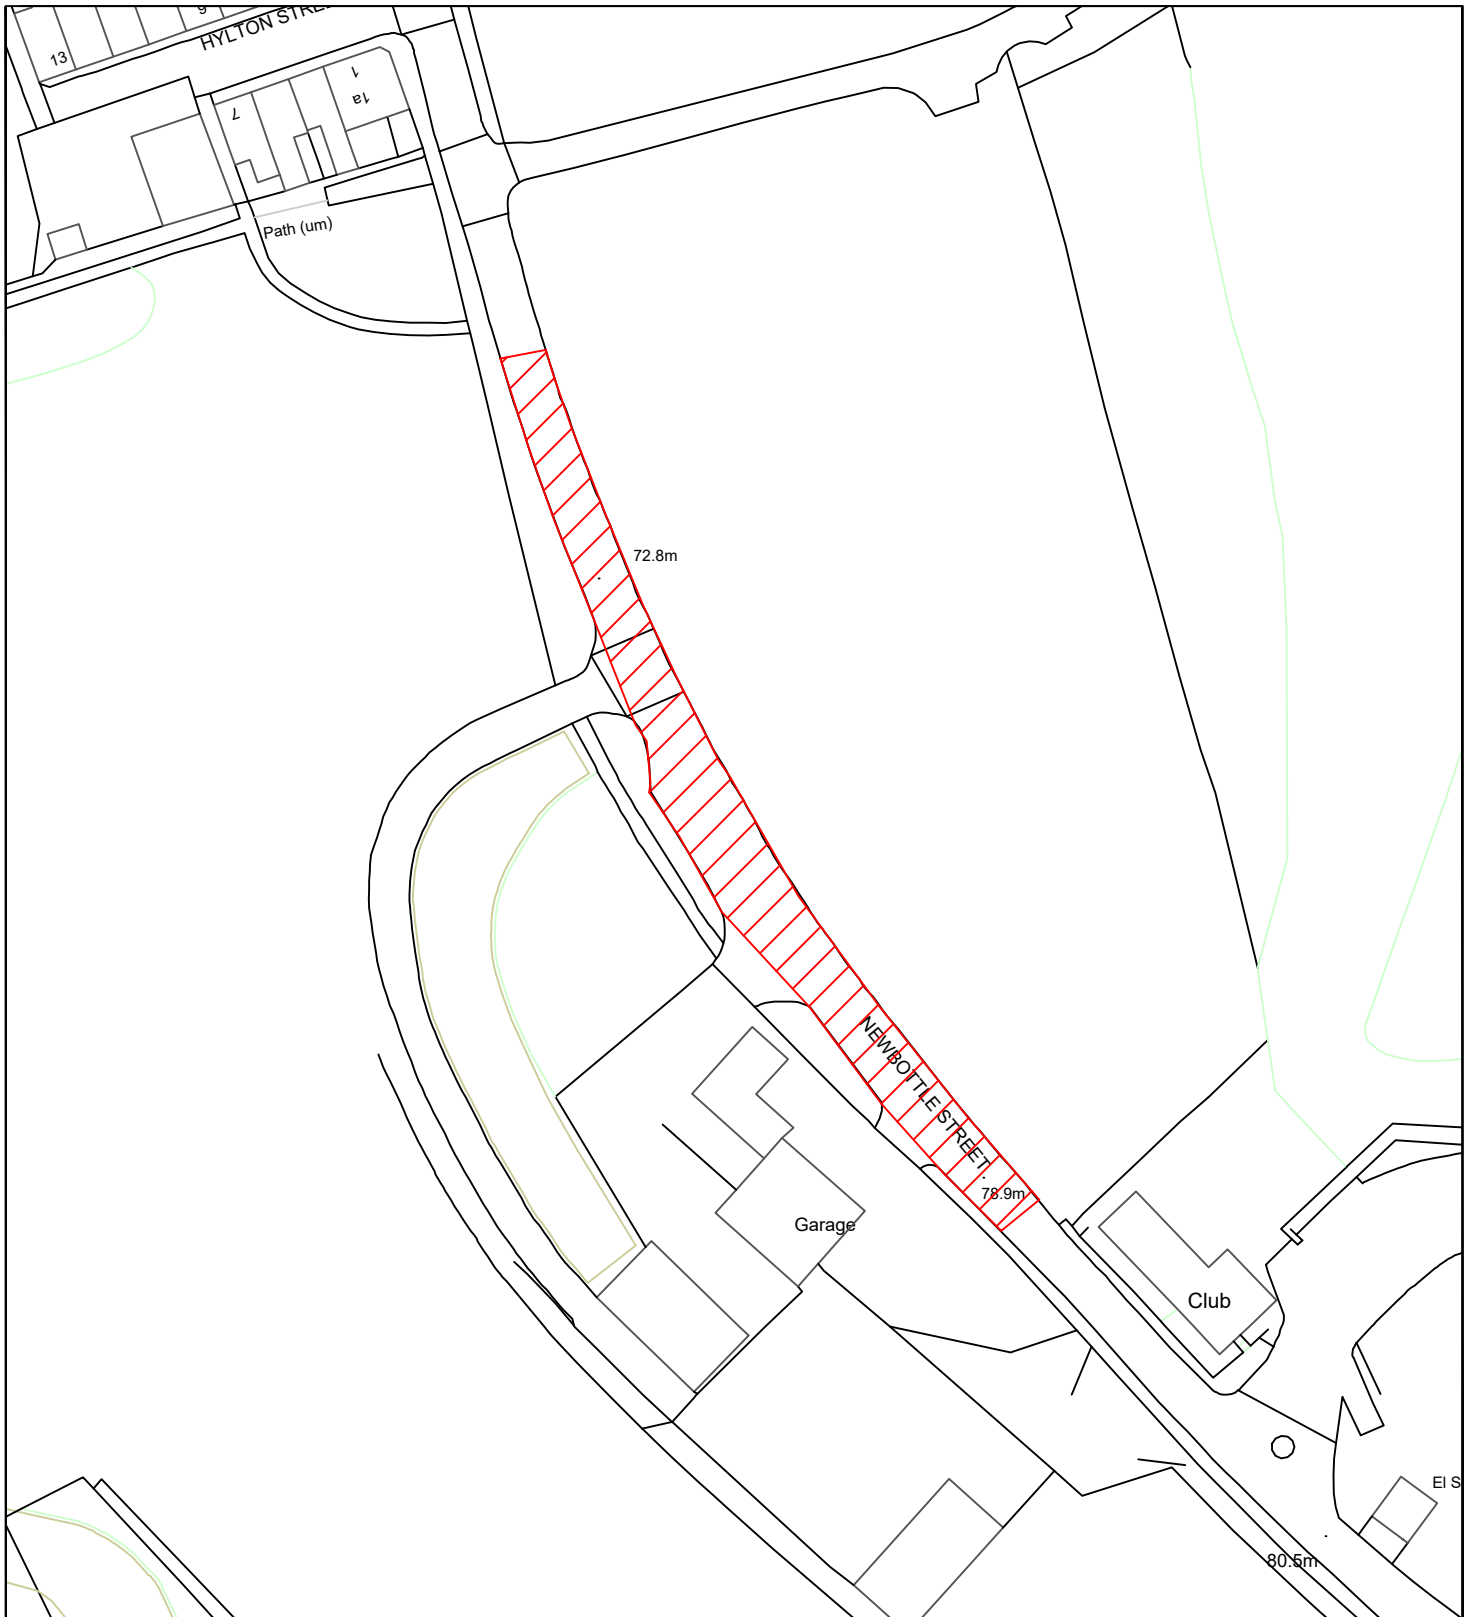 9
HYLTON STREE
13
1
1a
7
Path (um)
72.8m
NEWBOTTLE STREET
78.9m
Garage
Club
El S
80.5m